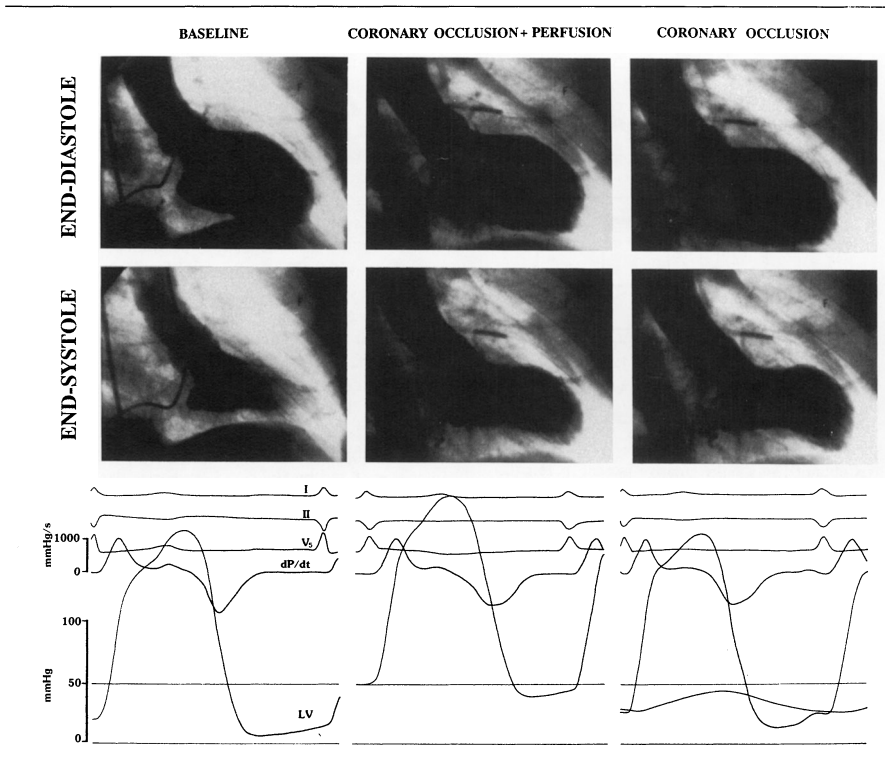 BASELINE
CORONARY OCCLUSION + PERFUSION
CORONARY OCCLUSION
END-DIASTOLE
END-SYSTOLE
I
II
V5
dP/dt
mmHg/s
1000
0
100
50
0
mmHg
LV